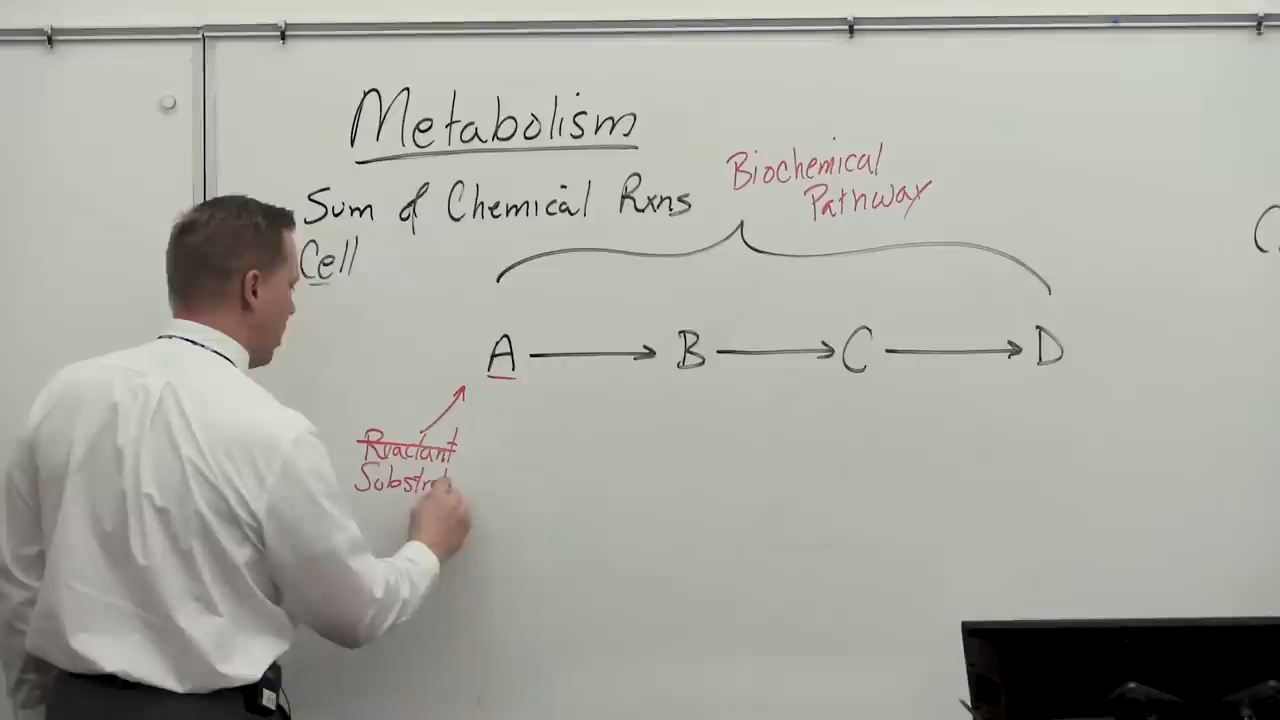 Metabolism
Sum of Chemical Rxns
Cell
Biochemical
Pathway
A → B → C → D
Reactant